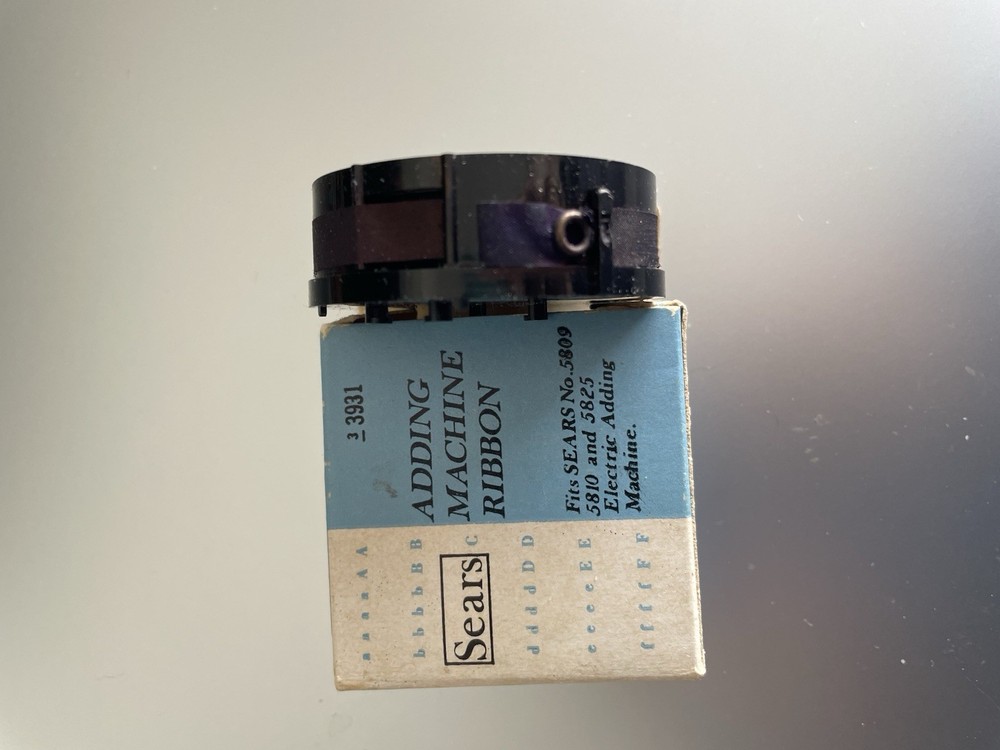 3 3931
ADDING
MACHINE
RIBBON
Fits SEARS No. 5809
5810 and 5825
Electric Adding
Machine.
a a a a A A
b b b b B B
Sears C
d d d d D D
e e e e E E
f f f f F F